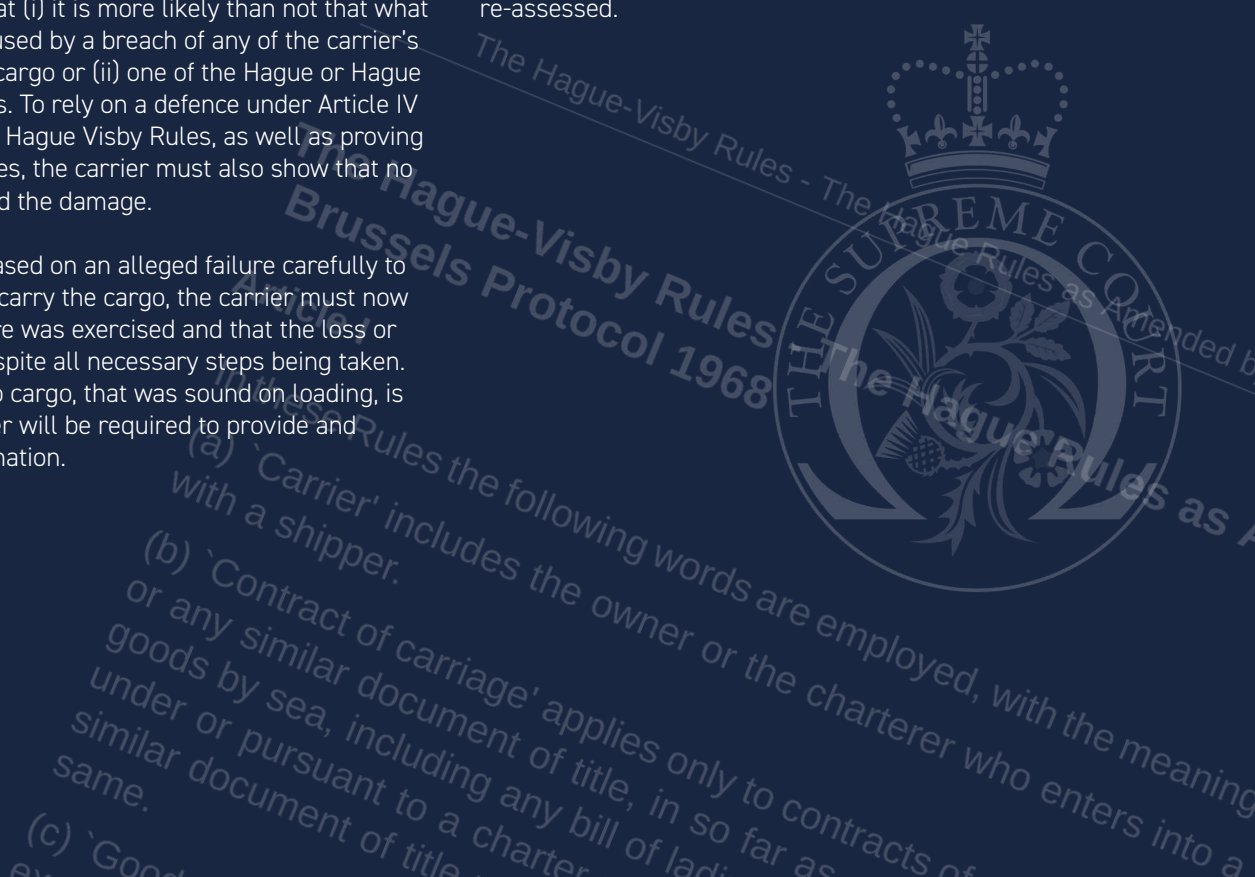 at (i) it is more likely than not that what
used by a breach of any of the carrier’s
cargo or (ii) one of the Hague or Hague
s. To rely on a defence under Article IV
Hague Visby Rules, as well as proving
es, the carrier must also show that no
d the damage.
ased on an alleged failure carefully to
carry the cargo, the carrier must now
re was exercised and that the loss or
spite all necessary steps being taken.
o cargo, that was sound on loading, is
er will be required to provide and
nation.
re-assessed.
The Hague-Visby Rules - The Hague Rules as Amended b
The Hague-Visby Rules - The Hague Rules as A
Brussels Protocol 1968
Article I
In these Rules the following words are employed, with the meaning
(a) `Carrier' includes the owner or the charterer who enters into a
with a shipper.
(b) `Contract of carriage' applies only to contracts of
or any similar document of title, in so far as
goods by sea, including any bill of ladi
under or pursuant to a charter
similar document of title
same.
(c) `Good
THE SUPREME COURT